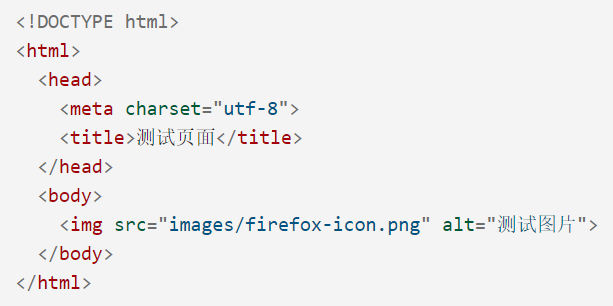 <!DOCTYPE html>
<html>
  <head>
    <meta charset="utf-8">
    <title>测试页面</title>
  </head>
  <body>
    <img src="images/firefox-icon.png" alt="测试图片">
  </body>
</html>